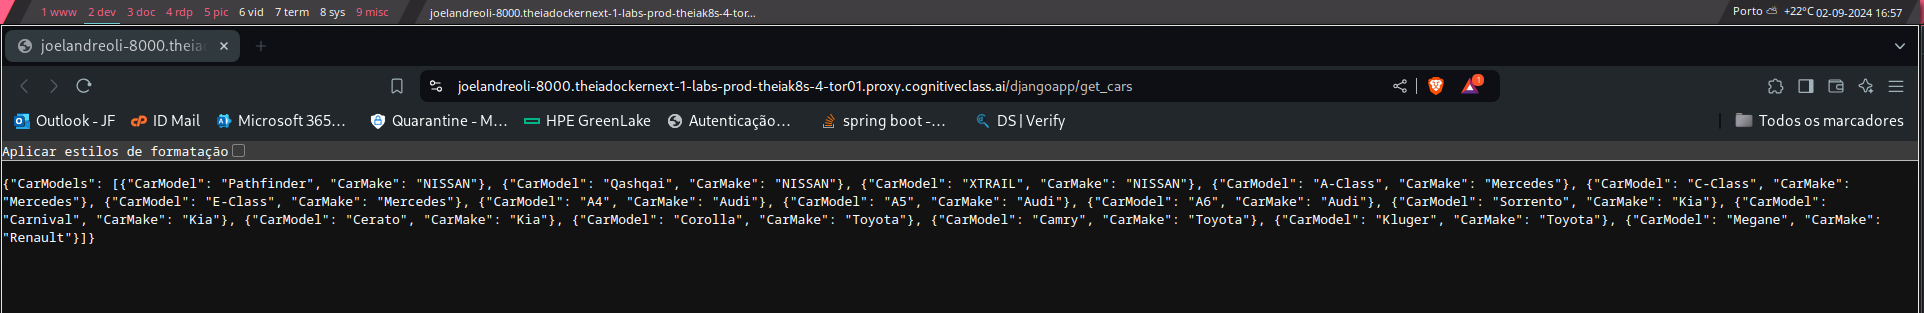 1 www 2 dev 3 doc 4 rdp 5 pic 6 vid 7 term 8 sys 9 misc joelandreoli-8000.theiadockernext-1-labs-prod-theiak8s-4-tor... Porto +22°C 02-09-2024 16:57
joelandreoli-8000.theia
joelandreoli-8000.theiadockernext-1-labs-prod-theiak8s-4-tor01.proxy.cognitiveclass.ai/djangoapp/get_cars 1
Outlook - JF ID Mail Microsoft 365... Quarantine - M... HPE GreenLake Autenticação... spring boot -... DS | Verify Todos os marcadores
Aplicar estilos de formatação
{"CarModels": [{"CarModel": "Pathfinder", "CarMake": "NISSAN"}, {"CarModel": "Qashqai", "CarMake": "NISSAN"}, {"CarModel": "XTRAIL", "CarMake": "NISSAN"}, {"CarModel": "A-Class", "CarMake": "Mercedes"}, {"CarModel": "C-Class", "CarMake":
"Mercedes"}, {"CarModel": "E-Class", "CarMake": "Mercedes"}, {"CarModel": "A4", "CarMake": "Audi"}, {"CarModel": "A5", "CarMake": "Audi"}, {"CarModel": "A6", "CarMake": "Audi"}, {"CarModel": "Sorrento", "CarMake": "Kia"}, {"CarModel":
"Carnival", "CarMake": "Kia"}, {"CarModel": "Cerato", "CarMake": "Kia"}, {"CarModel": "Corolla", "CarMake": "Toyota"}, {"CarModel": "Camry", "CarMake": "Toyota"}, {"CarModel": "Kluger", "CarMake": "Toyota"}, {"CarModel": "Megane", "CarMake":
"Renault"}]}